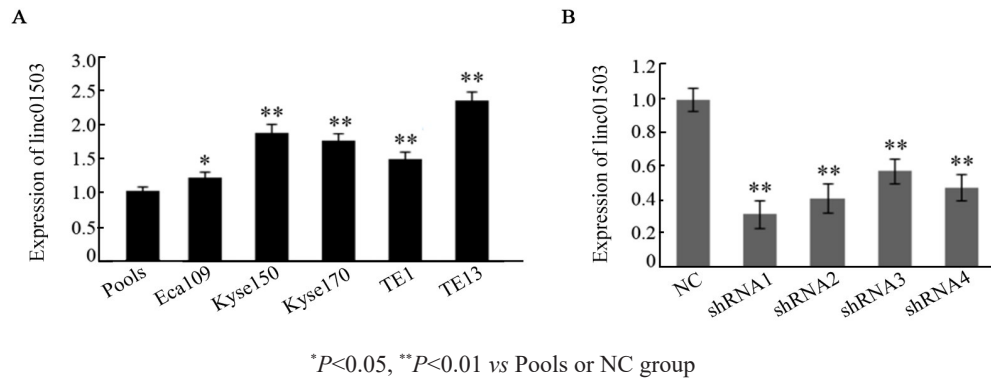 A
Expression of linc01503
3.0
2.5
2.0
1.5
1.0
0.5
0
*
**
**
**
**
Pools
Eca109
Kyse150
Kyse170
TE1
TE13
B
Expression of linc01503
1.2
1.0
0.8
0.6
0.4
0.2
0
**
**
**
**
NC
shRNA1
shRNA2
shRNA3
shRNA4
*P<0.05, **P<0.01 vs Pools or NC group